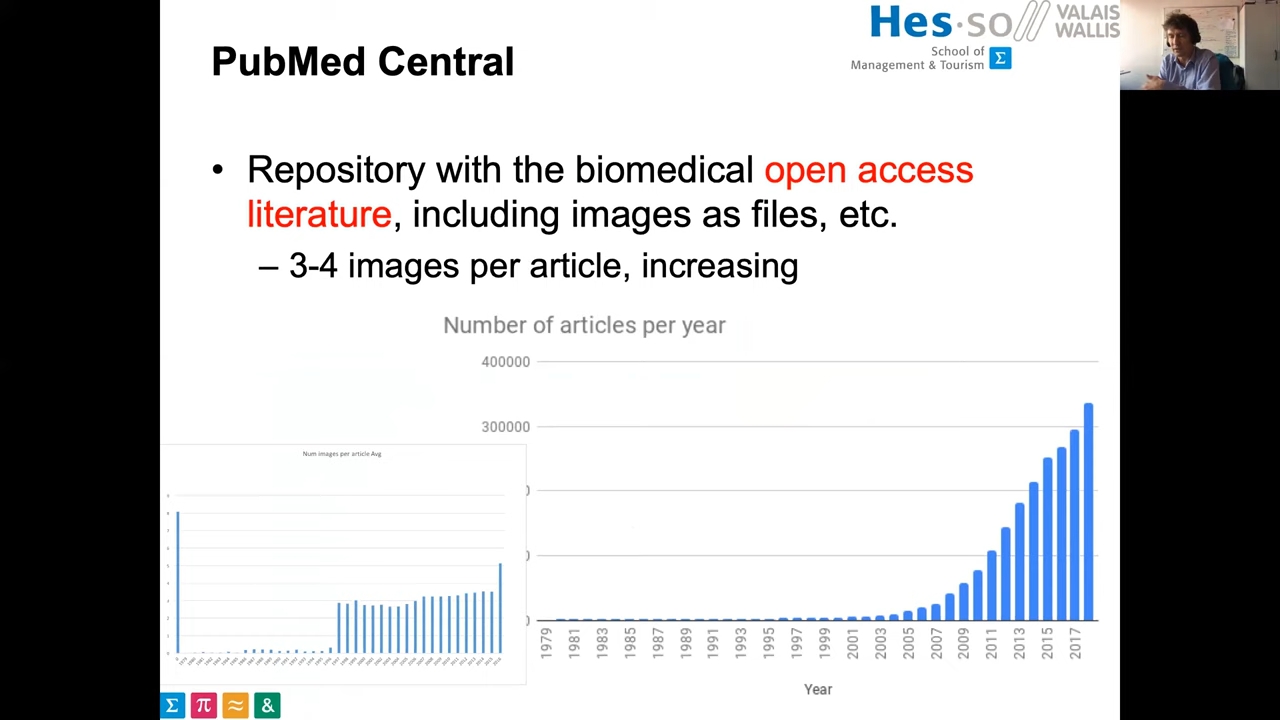 PubMed Central
Hes·so
VALAIS
WALLIS
School of
Management & Tourism
Σ
• Repository with the biomedical open access
literature, including images as files, etc.
– 3-4 images per article, increasing
Number of articles per year
400000
300000
0
0
0
1979 1981 1983 1985 1987 1989 1991 1993 1995 1997 1999 2001 2003 2005 2007 2009 2011 2013 2015 2017
Year
Num images per article Avg
Σ π ≈ &